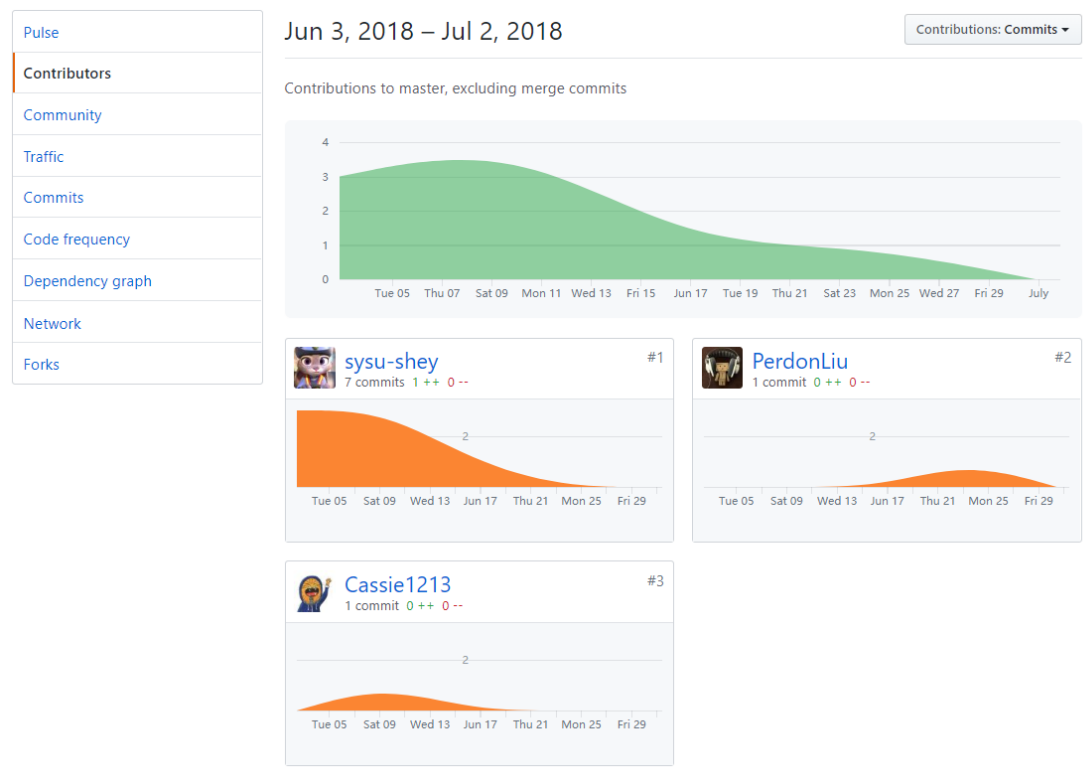 Pulse
Contributors
Community
Traffic
Commits
Code frequency
Dependency graph
Network
Forks
Jun 3, 2018 – Jul 2, 2018
Contributions: Commits
Contributions to master, excluding merge commits
4
3
2
1
0
Tue 05 Thu 07 Sat 09 Mon 11 Wed 13 Fri 15 Jun 17 Tue 19 Thu 21 Sat 23 Mon 25 Wed 27 Fri 29 July
sysu-shey #1
7 commits 1 ++ 0 --
2
Tue 05 Sat 09 Wed 13 Jun 17 Thu 21 Mon 25 Fri 29
PerdonLiu #2
1 commit 0 ++ 0 --
2
Tue 05 Sat 09 Wed 13 Jun 17 Thu 21 Mon 25 Fri 29
Cassie1213 #3
1 commit 0 ++ 0 --
2
Tue 05 Sat 09 Wed 13 Jun 17 Thu 21 Mon 25 Fri 29